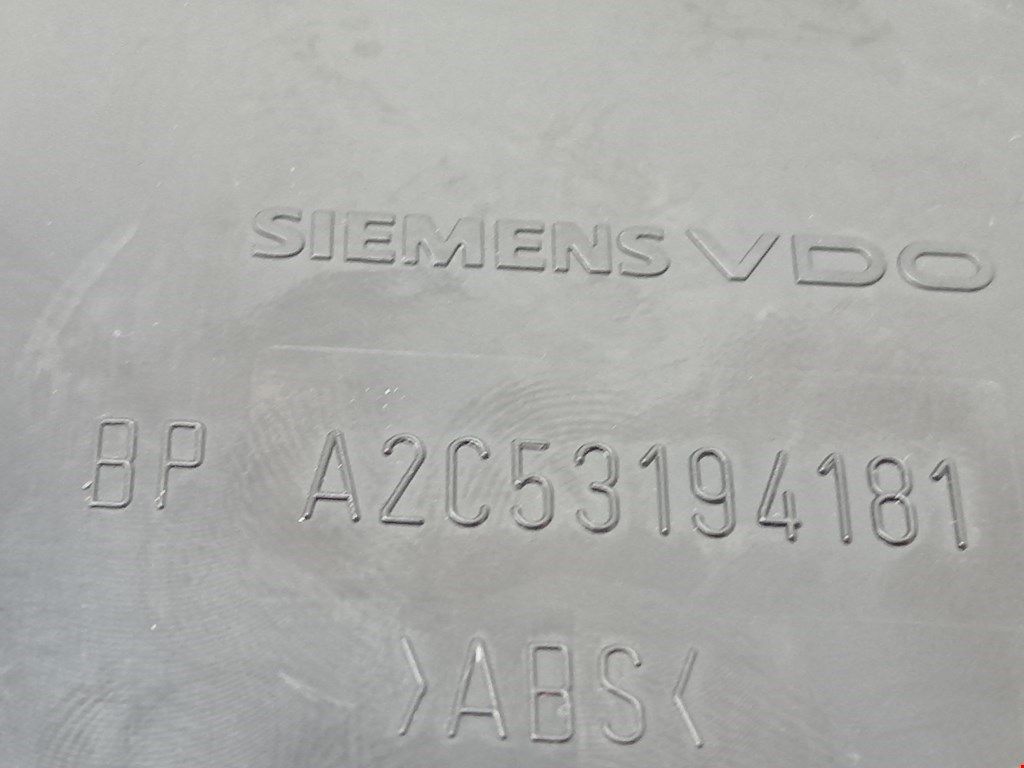 SIEMENS VDO
BP A2C53194181
>ABS<